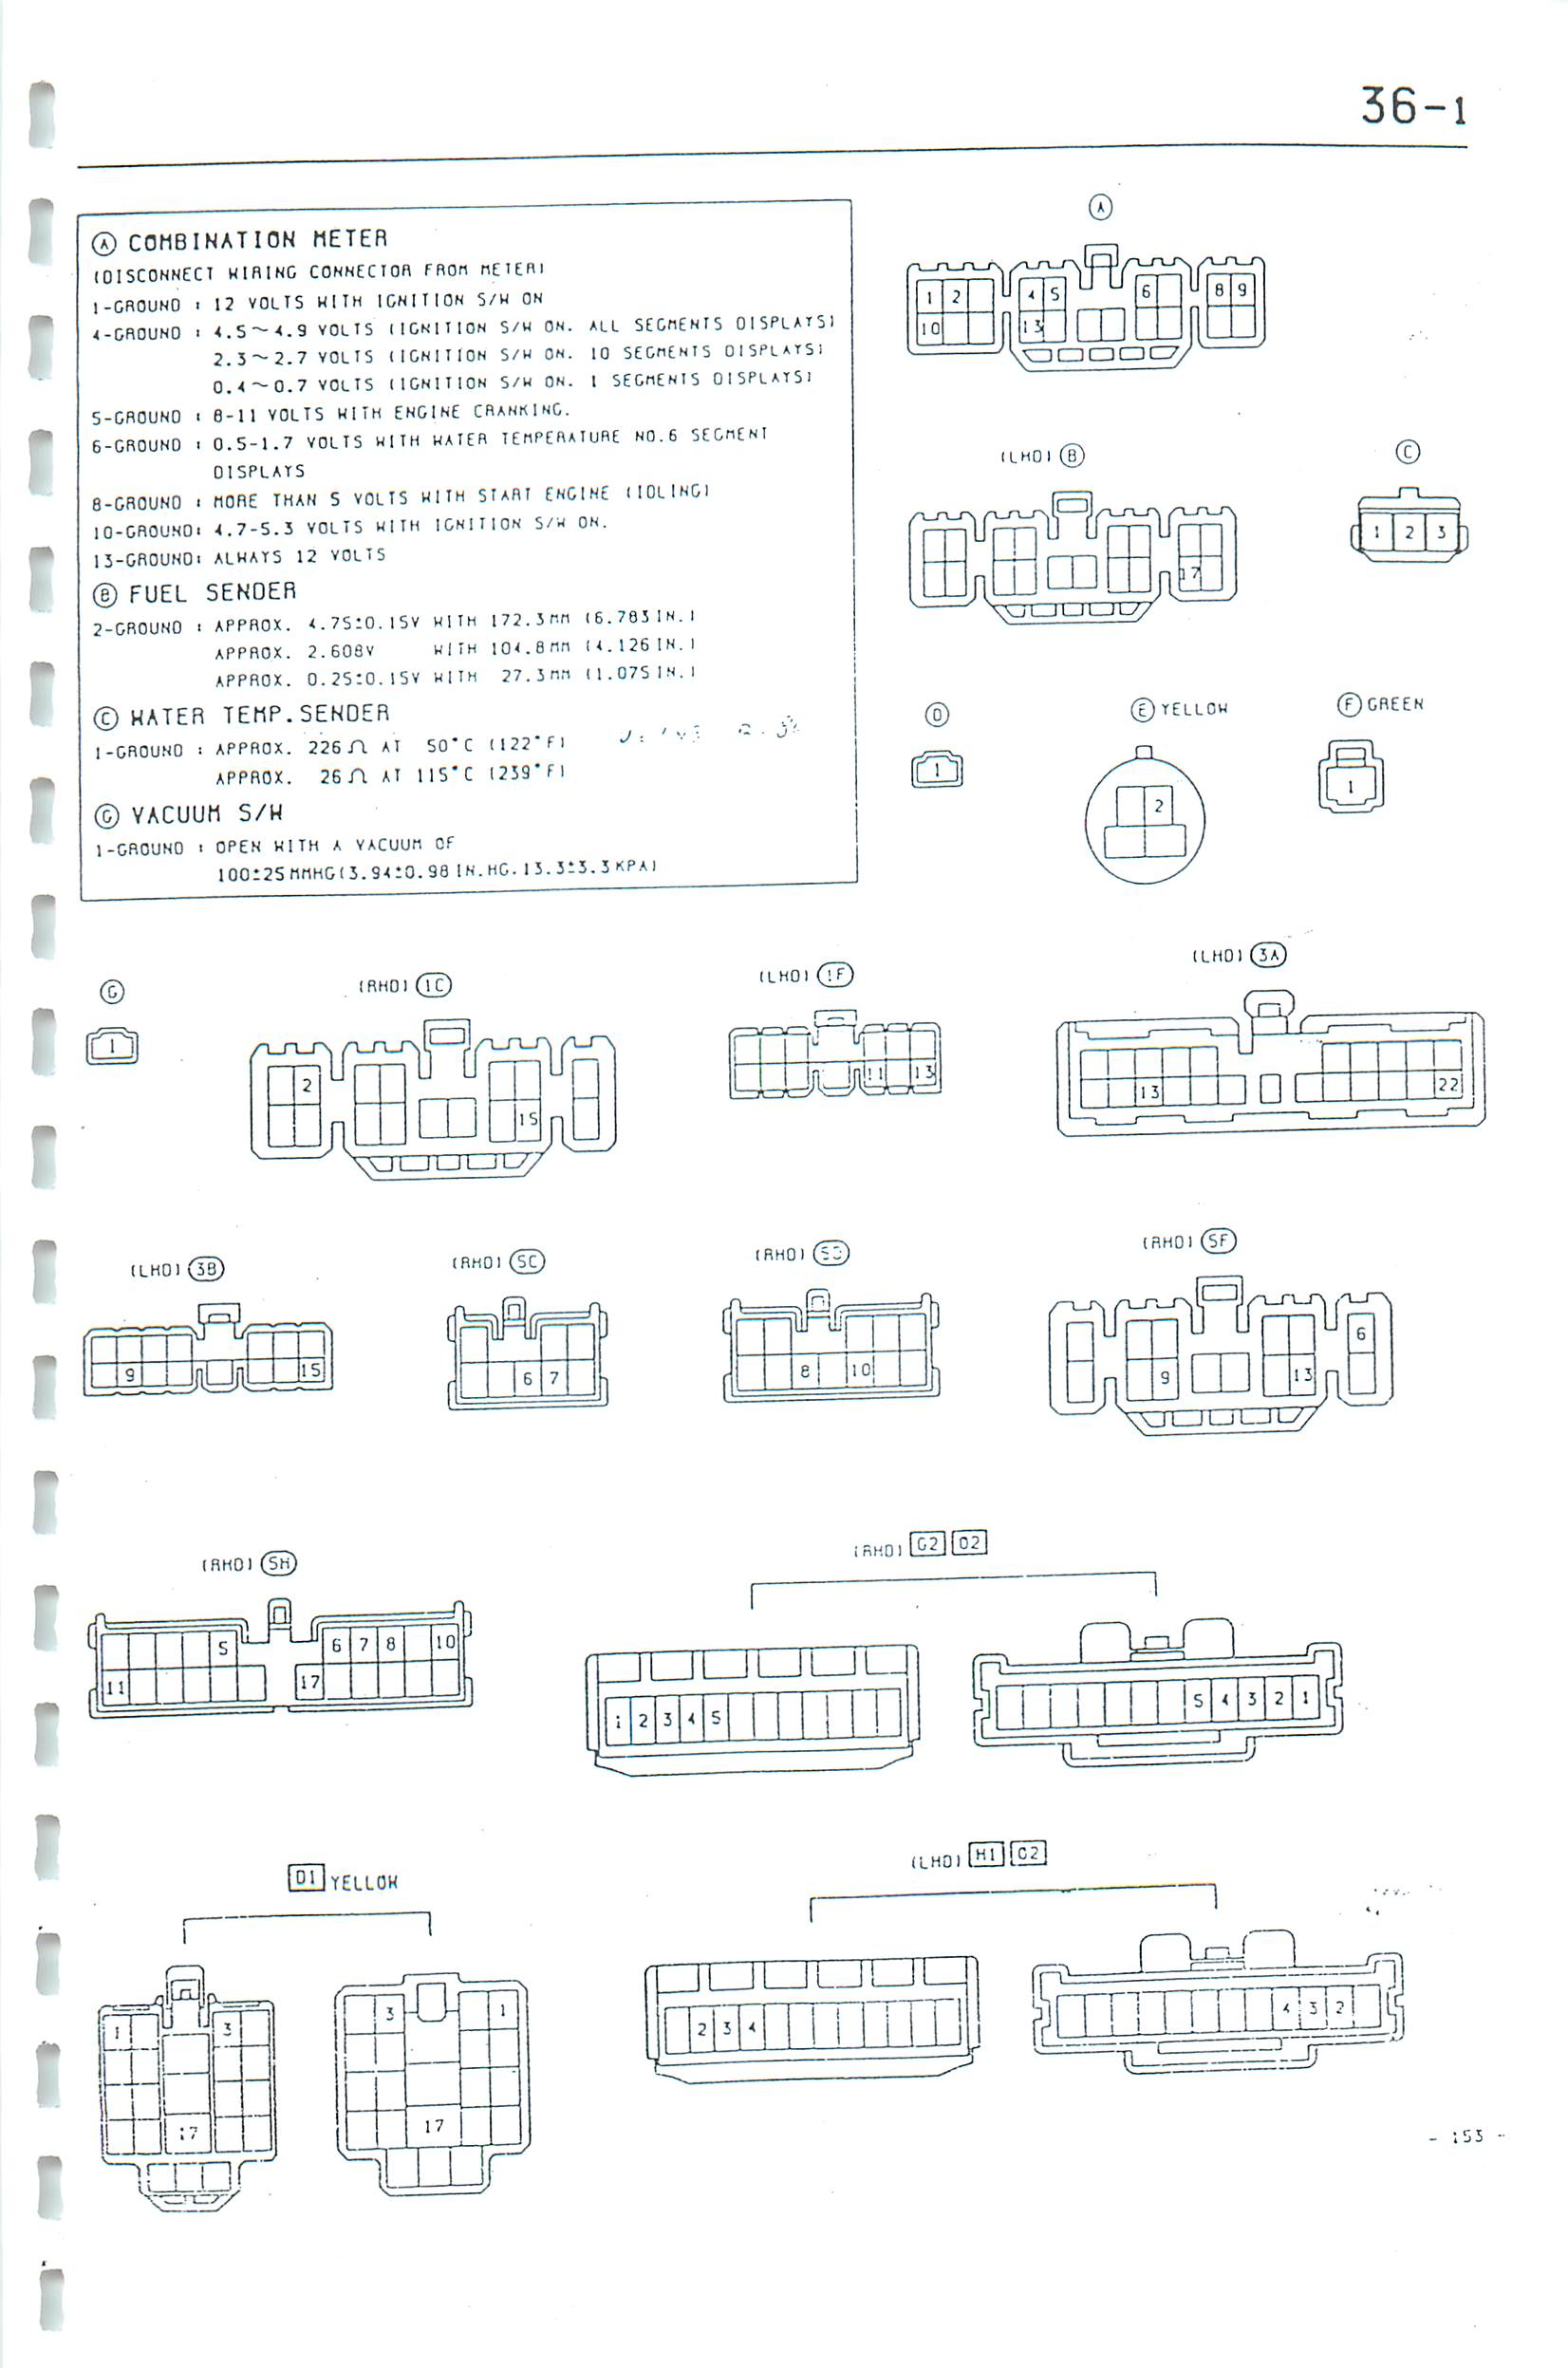 36-1
Ⓐ COMBINATION METER
(DISCONNECT WIRING CONNECTOR FROM METER)
1-GROUND : 12 VOLTS WITH IGNITION S/W ON
4-GROUND : 4.5~4.9 VOLTS (IGNITION S/W ON. ALL SEGMENTS DISPLAYS)
2.3~2.7 VOLTS (IGNITION S/W ON. 10 SEGMENTS DISPLAYS)
0.4~0.7 VOLTS (IGNITION S/W ON. 1 SEGMENTS DISPLAYS)
5-GROUND : 8-11 VOLTS WITH ENGINE CRANKING.
6-GROUND : 0.5-1.7 VOLTS WITH WATER TEMPERATURE NO.6 SEGMENT
DISPLAYS
8-GROUND : MORE THAN 5 VOLTS WITH START ENGINE (IDLING)
10-GROUND: 4.7-5.3 VOLTS WITH IGNITION S/W ON.
13-GROUND: ALWAYS 12 VOLTS
Ⓑ FUEL SENDER
2-GROUND : APPROX. 4.75±0.15V WITH 172.3MM (6.783IN.)
APPROX. 2.608V WITH 104.8MM (4.126IN.)
APPROX. 0.25±0.15V WITH 27.3MM (1.075IN.)
Ⓒ WATER TEMP.SENDER
1-GROUND : APPROX. 226Ω AT 50°C (122°F)
APPROX. 26Ω AT 115°C (239°F)
Ⓖ VACUUM S/W
1-GROUND : OPEN WITH A VACUUM OF
100±25MMHG(3.94±0.98IN.HG.13.3±3.3KPA)
Ⓐ
1 2 4 5 6 8 9
10 13
(LHD) Ⓑ
17
Ⓒ
1 2 3
Ⓓ
1
Ⓔ YELLOW
2
Ⓕ GREEN
1
Ⓖ
1
(RHD) 1C
2
15
(LHD) 1F
11 13
(LHD) 3A
13 22
(LHD) 3B
9 15
(RHD) 5C
6 7
(RHD) 5D
8 10
(RHD) 5F
6
9 13
(RHD) 5H
5 6 7 8 10
11 17
(RHD) G2 O2
1 2 3 4 5
5 4 3 2 1
D1 YELLOW
1 3
17
3 1
17
(LHD) H1 G2
2 3 4
4 3 2
- 153 -